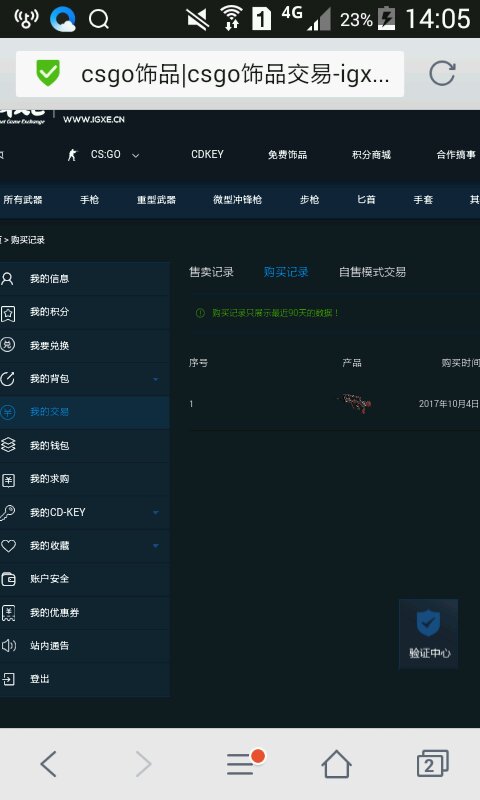 4G 1 23% 14:05
csgo饰品|csgo饰品交易-igx...
WWW.IGXE.CN
CS:GO CDKEY 免费饰品 积分商城 合作搞事
所有武器 手枪 重型武器 微型冲锋枪 步枪 匕首 手套 其
> 购买记录
我的信息
我的积分
我要兑换
我的背包
我的交易
我的钱包
我的求购
我的CD-KEY
我的收藏
账户安全
我的优惠券
站内通告
登出
售卖记录 购买记录 自售模式交易
购买记录只展示最近90天的数据！
序号 产品 购买时间
1 2017年10月4日
验证中心
2